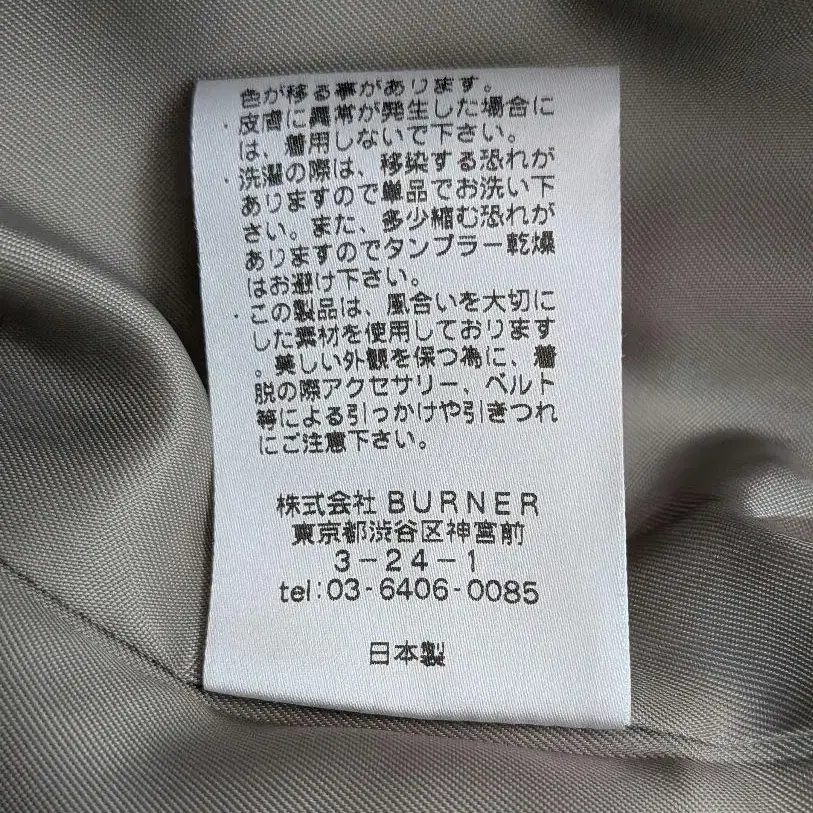 色が移る事があります。
・皮膚に異常が発生した場合に
は、着用しないで下さい。
・洗濯の際は、移染する恐れが
ありますので単品でお洗い下
さい。また、多少縮む恐れが
ありますのでタンブラー乾燥
はお避け下さい。
・この製品は、風合いを大切に
した素材を使用しております
。美しい外観を保つ為に、着
脱の際アクセサリー、ベルト
等による引っかけや引きつれ
にご注意下さい。
株式会社 BURNER
東京都渋谷区神宮前
3-24-1
tel:03-6406-0085
日本製